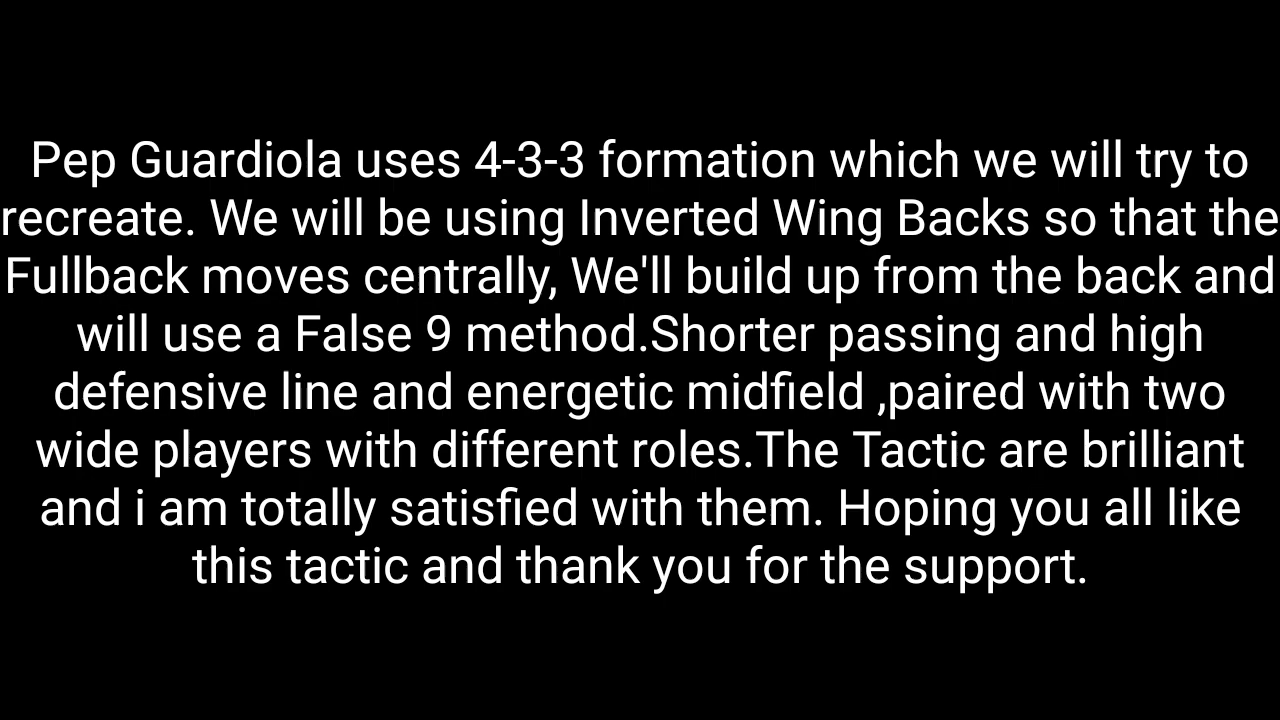 Pep Guardiola uses 4-3-3 formation which we will try to
recreate. We will be using Inverted Wing Backs so that the
Fullback moves centrally, We'll build up from the back and
will use a False 9 method.Shorter passing and high
defensive line and energetic midfield ,paired with two
wide players with different roles.The Tactic are brilliant
and i am totally satisfied with them. Hoping you all like
this tactic and thank you for the support.